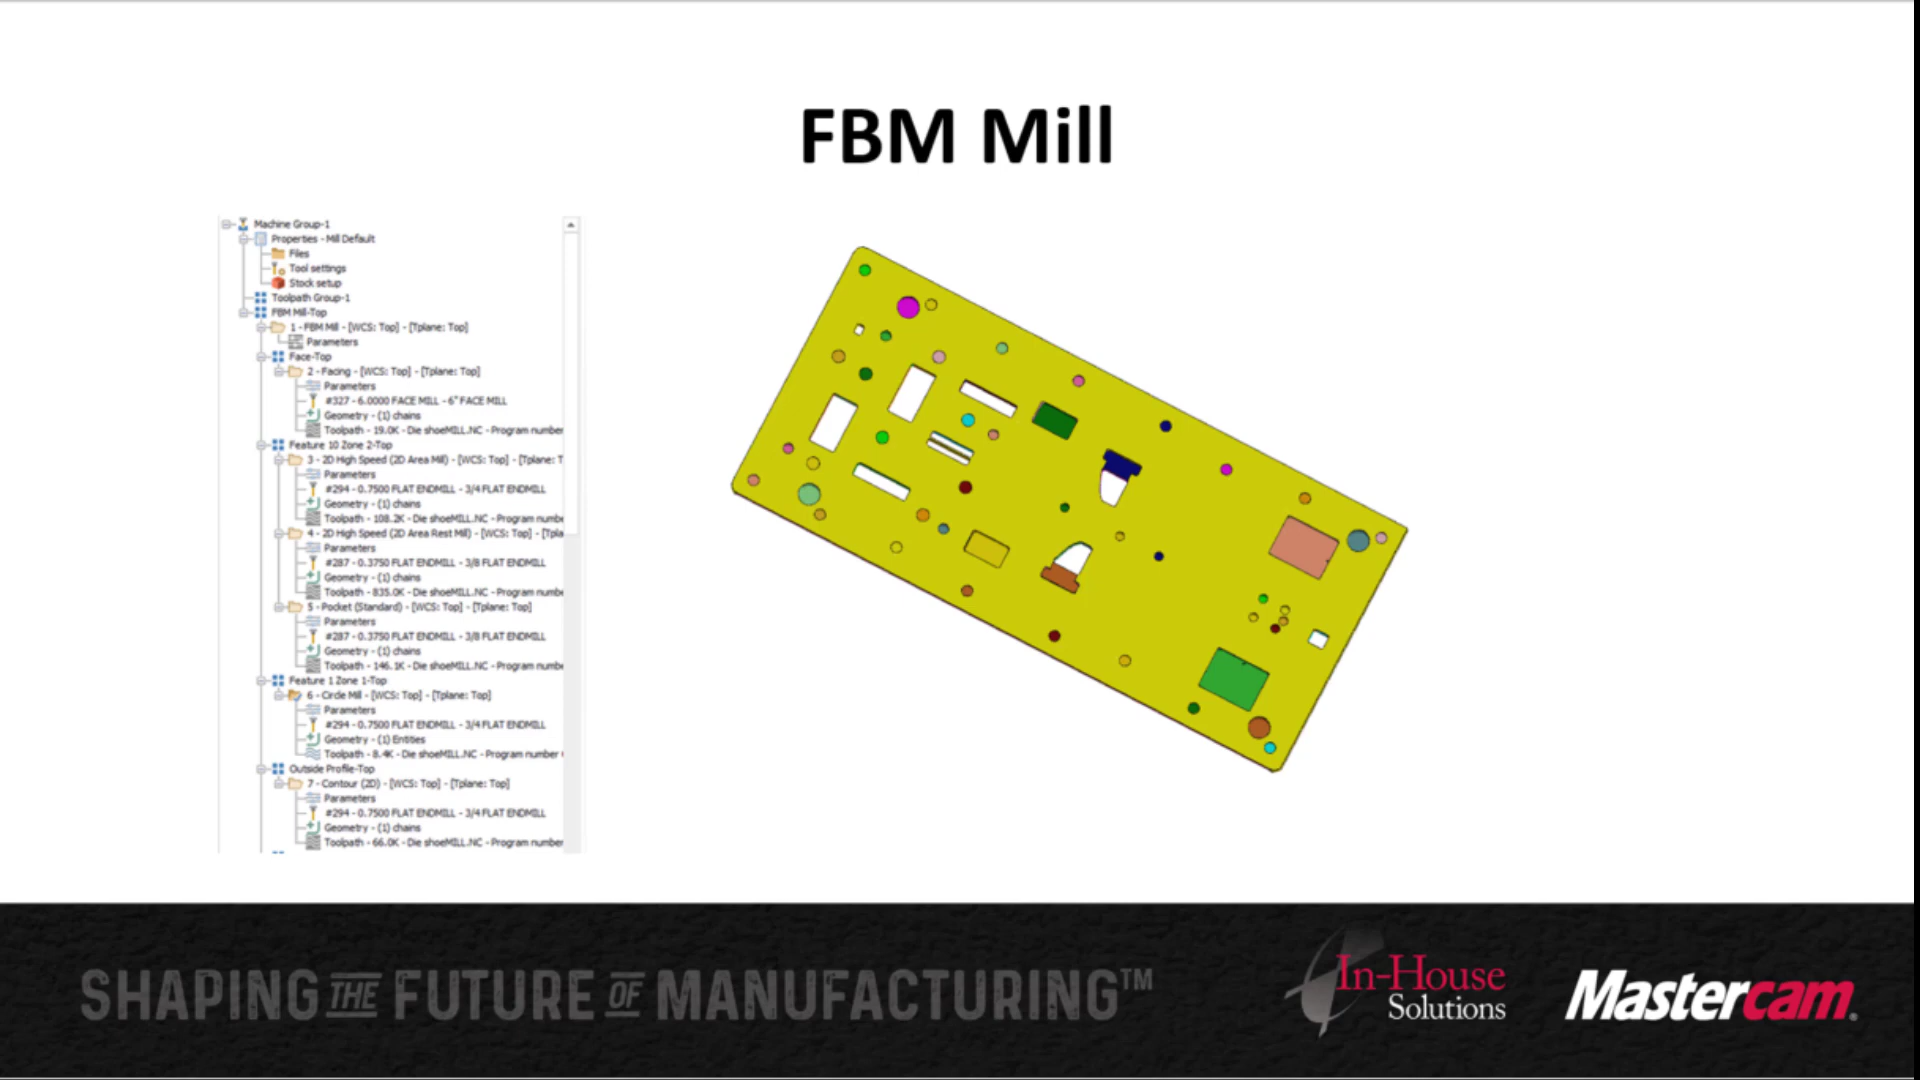 FBM Mill
Machine Group-1
Properties - Mill Default
Files
Tool settings
Stock setup
Toolpath Group-1
FBM Mill-Top
1 - FBM Mill - [WCS: Top] - [Tplane: Top]
Parameters
Face-Top
2 - Facing - [WCS: Top] - [Tplane: Top]
Parameters
#327 - 6.0000 FACE MILL - 6" FACE MILL
Geometry - (1) chains
Toolpath - 19.0K - Die shoeMILL.NC - Program number
Feature 10 Zone 2-Top
3 - 2D High Speed (2D Area Mill) - [WCS: Top] - [Tplane: T
Parameters
#294 - 0.7500 FLAT ENDMILL - 3/4 FLAT ENDMILL
Geometry - (1) chains
Toolpath - 108.2K - Die shoeMILL.NC - Program numbe
4 - 2D High Speed (2D Area Rest Mill) - [WCS: Top] - [Tpla
Parameters
#287 - 0.3750 FLAT ENDMILL - 3/8 FLAT ENDMILL
Geometry - (1) chains
Toolpath - 835.0K - Die shoeMILL.NC - Program numbe
5 - Pocket (Standard) - [WCS: Top] - [Tplane: Top]
Parameters
#287 - 0.3750 FLAT ENDMILL - 3/8 FLAT ENDMILL
Geometry - (1) chains
Toolpath - 146.1K - Die shoeMILL.NC - Program numbe
Feature 1 Zone 1-Top
6 - Circle Mill - [WCS: Top] - [Tplane: Top]
Parameters
#294 - 0.7500 FLAT ENDMILL - 3/4 FLAT ENDMILL
Geometry - (1) Entities
Toolpath - 8.4K - Die shoeMILL.NC - Program number
Outside Profile-Top
7 - Contour (2D) - [WCS: Top] - [Tplane: Top]
Parameters
#294 - 0.7500 FLAT ENDMILL - 3/4 FLAT ENDMILL
Geometry - (1) chains
Toolpath - 66.0K - Die shoeMILL.NC - Program number
SHAPING THE FUTURE OF MANUFACTURING™
In-House
Solutions
Mastercam®